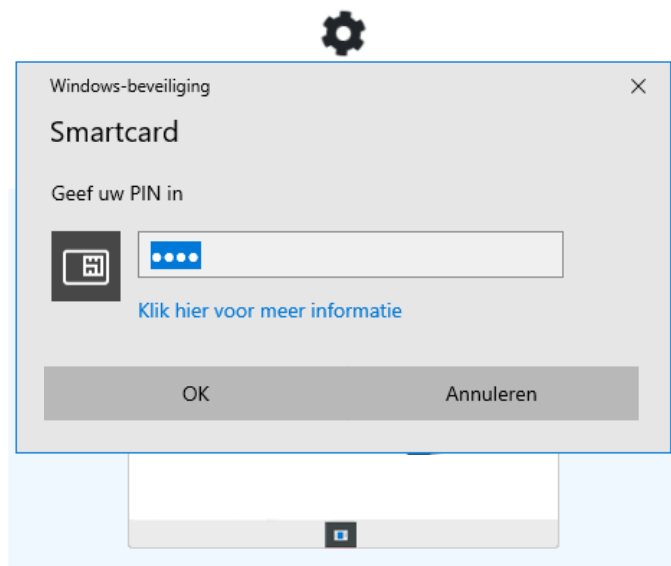 Windows-beveiliging
Smartcard
Geef uw PIN in
••••
Klik hier voor meer informatie
OK
Annuleren